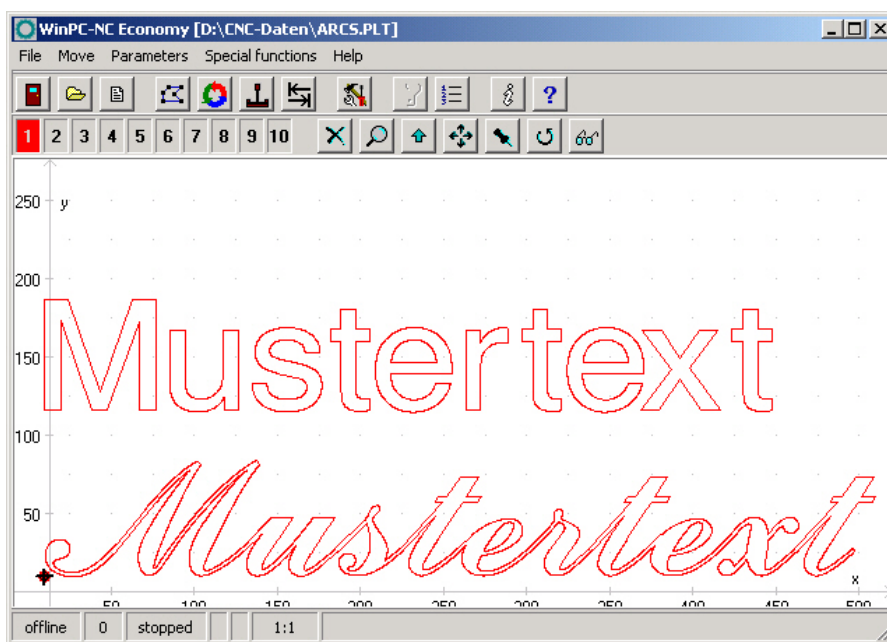 WinPC-NC Economy [D:\CNC-Daten\ARCS.PLT]
File Move Parameters Special functions Help
1 2 3 4 5 6 7 8 9 10
250 y
200
Mustertext
150
100
Mustertext
50
x
50 100 150 200 250 300 350 400 450 500
offline 0 stopped 1:1